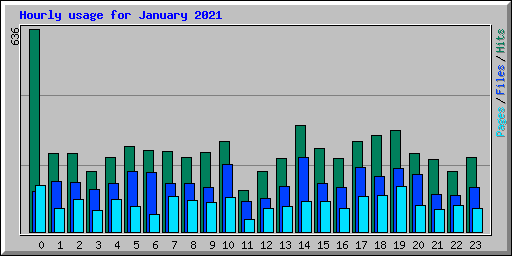 Hourly usage for January 2021
636
Pages/Files/Hits
0 1 2 3 4 5 6 7 8 9 10 11 12 13 14 15 16 17 18 19 20 21 22 23